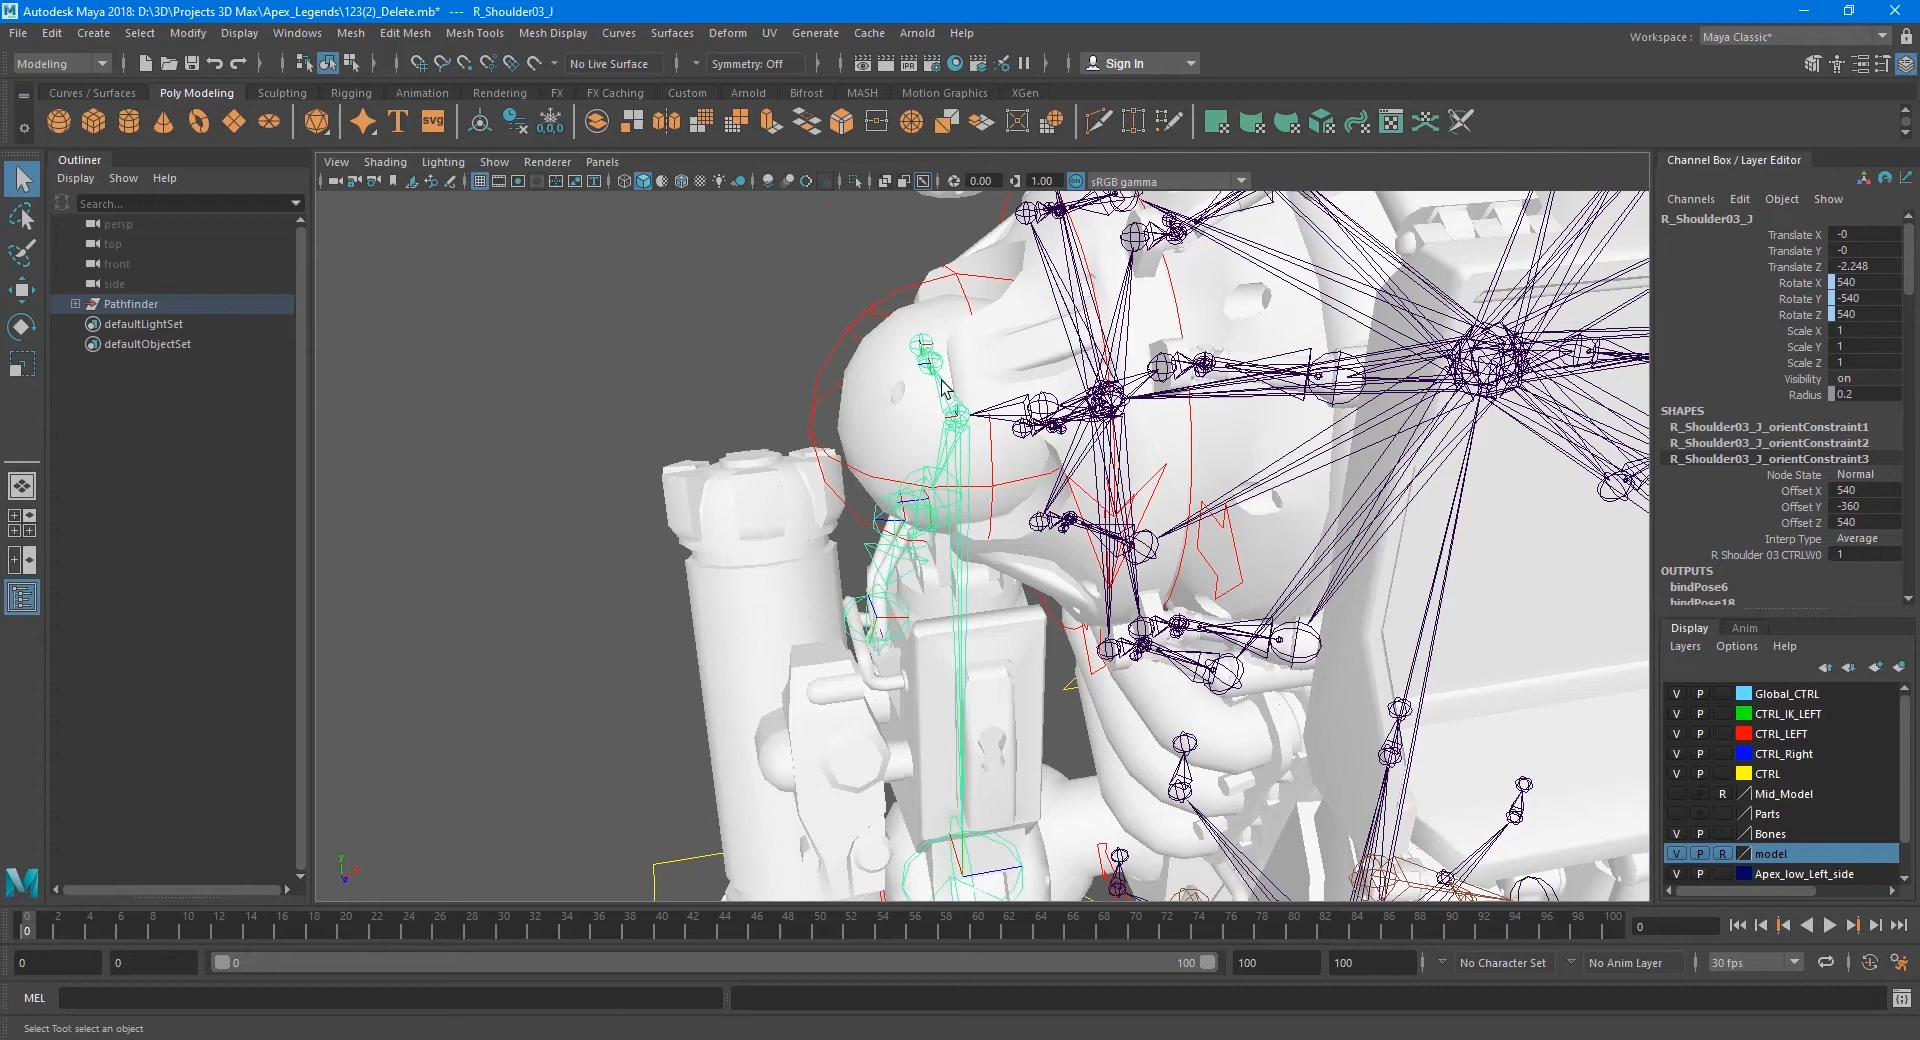 Autodesk Maya 2018: D:\3D\Projects 3D Max\Apex_Legends\123(2)_Delete.mb* --- R_Shoulder03_J
File Edit Create Select Modify Display Windows Mesh Edit Mesh Mesh Tools Mesh Display Curves Surfaces Deform UV Generate Cache Arnold Help
Workspace : Maya Classic*
Modeling No Live Surface Symmetry: Off Sign In
Curves / Surfaces Poly Modeling Sculpting Rigging Animation Rendering FX FX Caching Custom Arnold Bifrost MASH Motion Graphics XGen
T svg 0,0,0
Outliner
Display Show Help
Search...
persp
top
front
side
Pathfinder
defaultLightSet
defaultObjectSet
View Shading Lighting Show Renderer Panels
0.00 1.00 ON sRGB gamma
Channel Box / Layer Editor
Channels Edit Object Show
R_Shoulder03_J
Translate X -0
Translate Y -0
Translate Z -2.248
Rotate X 540
Rotate Y -540
Rotate Z 540
Scale X 1
Scale Y 1
Scale Z 1
Visibility on
Radius 0.2
SHAPES
R_Shoulder03_J_orientConstraint1
R_Shoulder03_J_orientConstraint2
R_Shoulder03_J_orientConstraint3
Node State Normal
Offset X 540
Offset Y -360
Offset Z 540
Interp Type Average
R Shoulder 03 CTRLW0 1
OUTPUTS
bindPose6
bindPose18
Display Anim
Layers Options Help
V P Global_CTRL
V P CTRL_IK_LEFT
V P CTRL_LEFT
V P CTRL_Right
V P CTRL
R Mid_Model
Parts
V P Bones
V P R model
V P Apex_low_Left_side
0 2 4 6 8 10 12 14 16 18 20 22 24 26 28 30 32 34 36 38 40 42 44 46 48 50 52 54 56 58 60 62 64 66 68 70 72 74 76 78 80 82 84 86 88 90 92 94 96 98 100
0 0
0 0 0 100 100 100 No Character Set No Anim Layer 30 fps
MEL
Select Tool: select an object